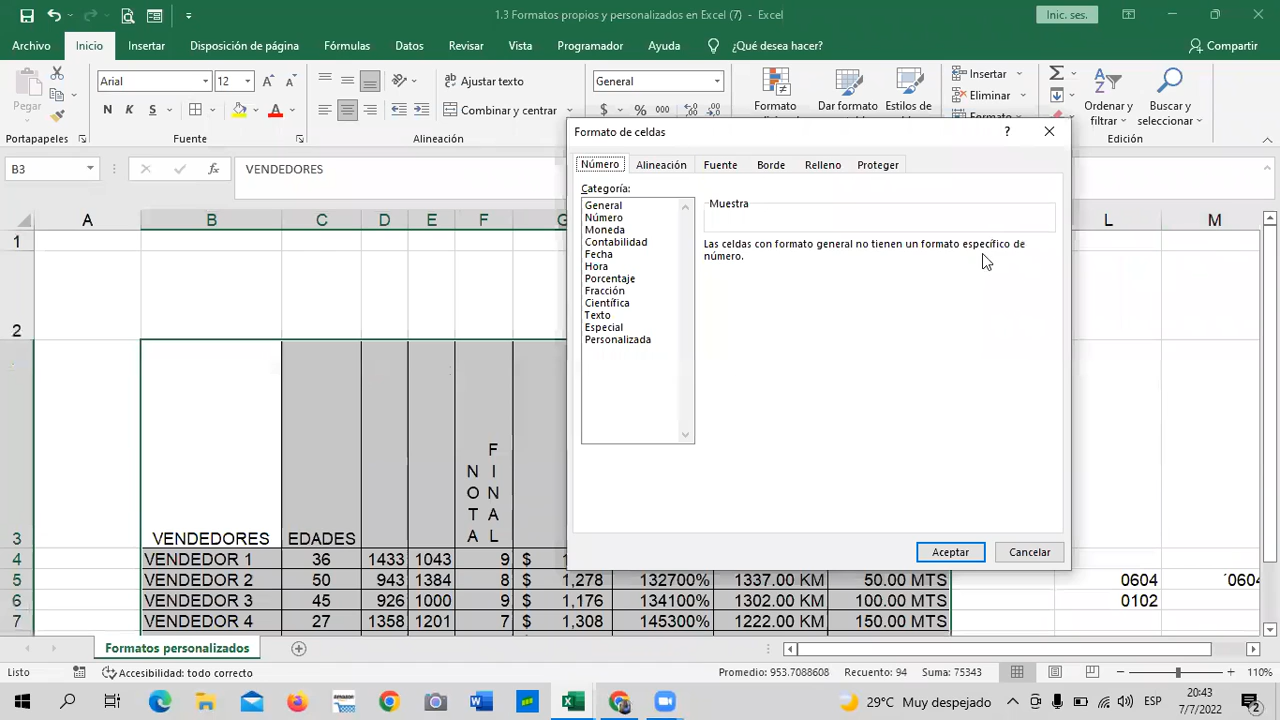 1.3 Formatos propios y personalizados en Excel (7) - Excel
Inic. ses.
Archivo Inicio Insertar Disposición de página Fórmulas Datos Revisar Vista Programador Ayuda ¿Qué desea hacer? Compartir
Pegar
Arial 12
N K S
Ajustar texto
Combinar y centrar
General
$ % 000
Formato
Dar formato
Estilos de
Insertar
Eliminar
Formato
Ordenar y
filtrar
Buscar y
seleccionar
Portapapeles Fuente Alineación Edición
B3 fx VENDEDORES
Formato de celdas ?
Número Alineación Fuente Borde Relleno Proteger
Categoría:
General
Número
Moneda
Contabilidad
Fecha
Hora
Porcentaje
Fracción
Científica
Texto
Especial
Personalizada
Muestra
Las celdas con formato general no tienen un formato específico de
número.
Aceptar Cancelar
A B C D E F G L M
1
2
3 VENDEDORES EDADES NOTA FINAL
4 VENDEDOR 1 36 1433 1043 9 $
5 VENDEDOR 2 50 943 1384 8 $ 1,278 132700% 1337.00 KM 50.00 MTS 0604 '0604
6 VENDEDOR 3 45 926 1000 9 $ 1,176 134100% 1302.00 KM 100.00 MTS 0102
7 VENDEDOR 4 27 1358 1201 7 $ 1,308 145300% 1222.00 KM 150.00 MTS
Formatos personalizados
Listo Accesibilidad: todo correcto Promedio: 953.7088608 Recuento: 94 Suma: 75343 110%
29°C Muy despejado ESP 20:43
7/7/2022 2